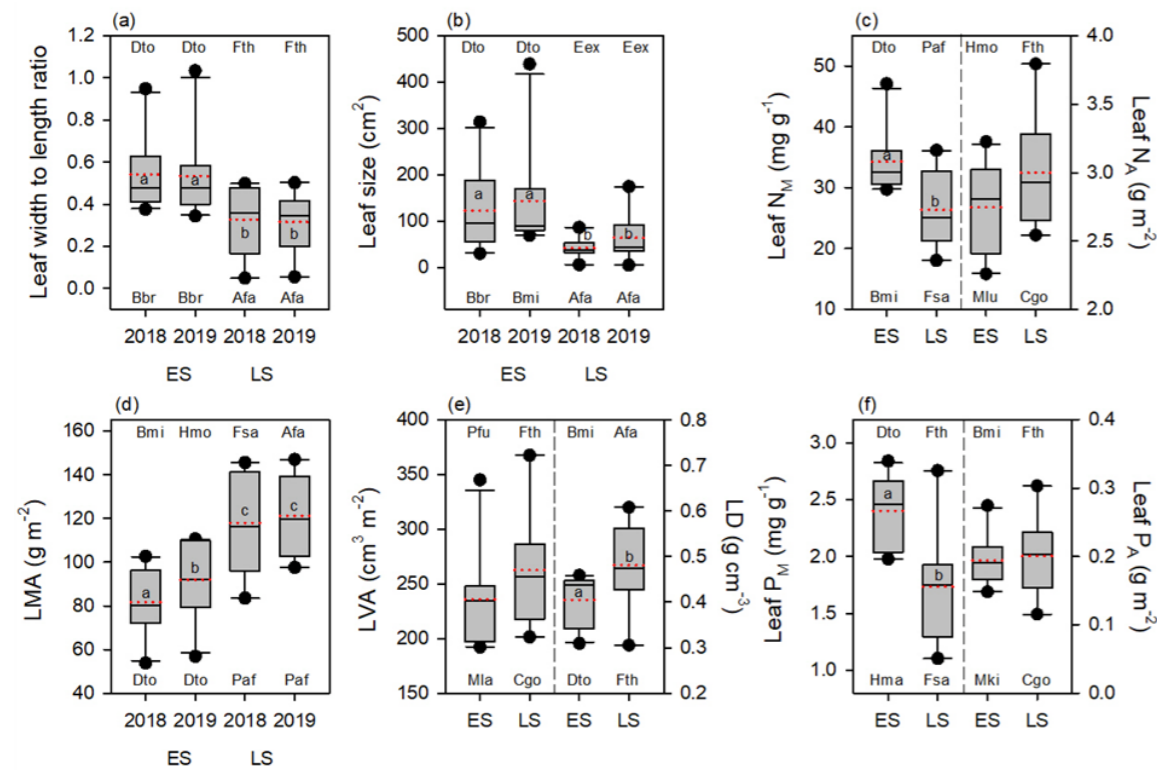 (a)
Dto Dto Fth Fth
Leaf width to length ratio
1.2
1.0
0.8
0.6
0.4
0.2
0.0
a a b b
Bbr Bbr Afa Afa
2018 2019 2018 2019
ES LS
(b)
Dto Dto Eex Eex
Leaf size (cm²)
500
400
300
200
100
0
a a b b
Bbr Bmi Afa Afa
2018 2019 2018 2019
ES LS
(c)
Dto Paf Hmo Fth
Leaf N_M (mg g⁻¹)
50
40
30
20
10
a b
Leaf N_A (g m⁻²)
4.0
3.5
3.0
2.5
2.0
Bmi Fsa Mlu Cgo
ES LS ES LS
(d)
Bmi Hmo Fsa Afa
LMA (g m⁻²)
160
140
120
100
80
60
40
a b c c
Dto Dto Paf Paf
2018 2019 2018 2019
ES LS
(e)
Pfu Fth Bmi Afa
LVA (cm³ m⁻²)
400
350
300
250
200
150
a b
LD (g cm⁻³)
0.8
0.7
0.6
0.5
0.4
0.3
0.2
Mla Cgo Dto Fth
ES LS ES LS
(f)
Dto Fth Bmi Fth
Leaf P_M (mg g⁻¹)
3.0
2.5
2.0
1.5
1.0
a b
Leaf P_A (g m⁻²)
0.4
0.3
0.2
0.1
0.0
Hma Fsa Mki Cgo
ES LS ES LS